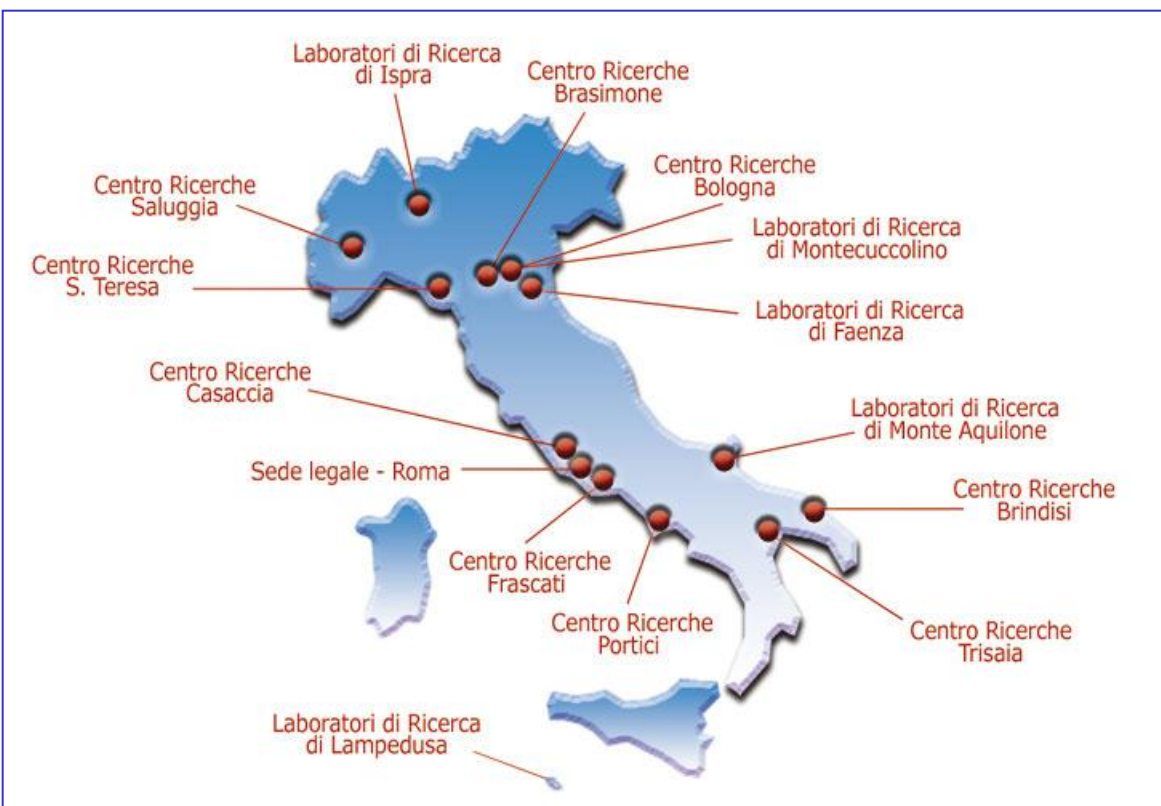 Laboratori di Ricerca
di Ispra
Centro Ricerche
Brasimone
Centro Ricerche
Bologna
Centro Ricerche
Saluggia
Laboratori di Ricerca
di Montecuccolino
Centro Ricerche
S. Teresa
Laboratori di Ricerca
di Faenza
Centro Ricerche
Casaccia
Laboratori di Ricerca
di Monte Aquilone
Sede legale - Roma
Centro Ricerche
Brindisi
Centro Ricerche
Frascati
Centro Ricerche
Portici
Centro Ricerche
Trisaia
Laboratori di Ricerca
di Lampedusa